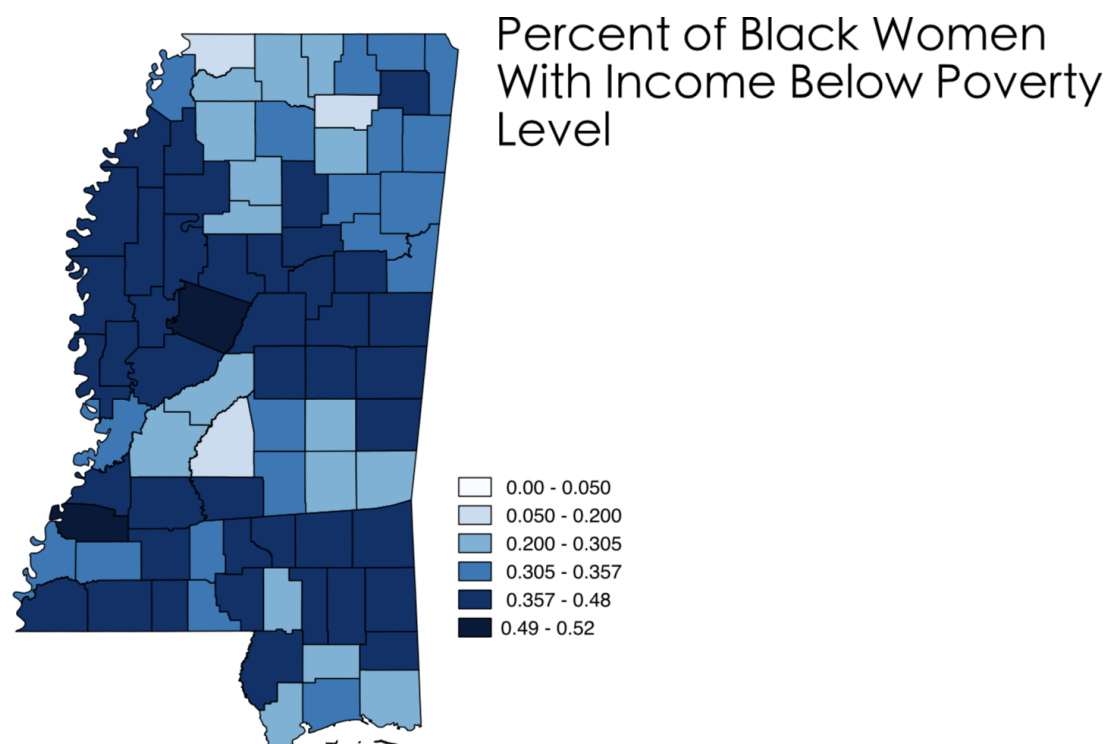 Percent of Black Women
With Income Below Poverty
Level
0.00 - 0.050
0.050 - 0.200
0.200 - 0.305
0.305 - 0.357
0.357 - 0.48
0.49 - 0.52